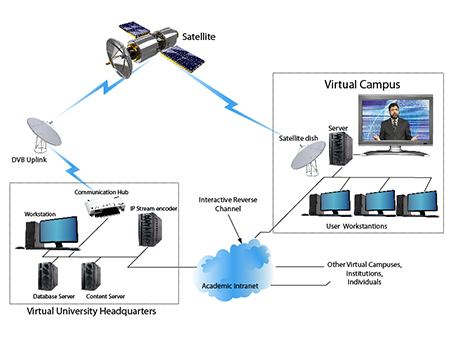 Satellite
Virtual Campus
DVB Uplink
Satellite dish
Server
Communication Hub
Workstation
IP Stream encoder
Interactive Reverse
Channel
User Workstantions
Database Server
Content Server
Academic Intranet
Other Virtual Campuses,
Institutions,
Individuals
Virtual University Headquarters